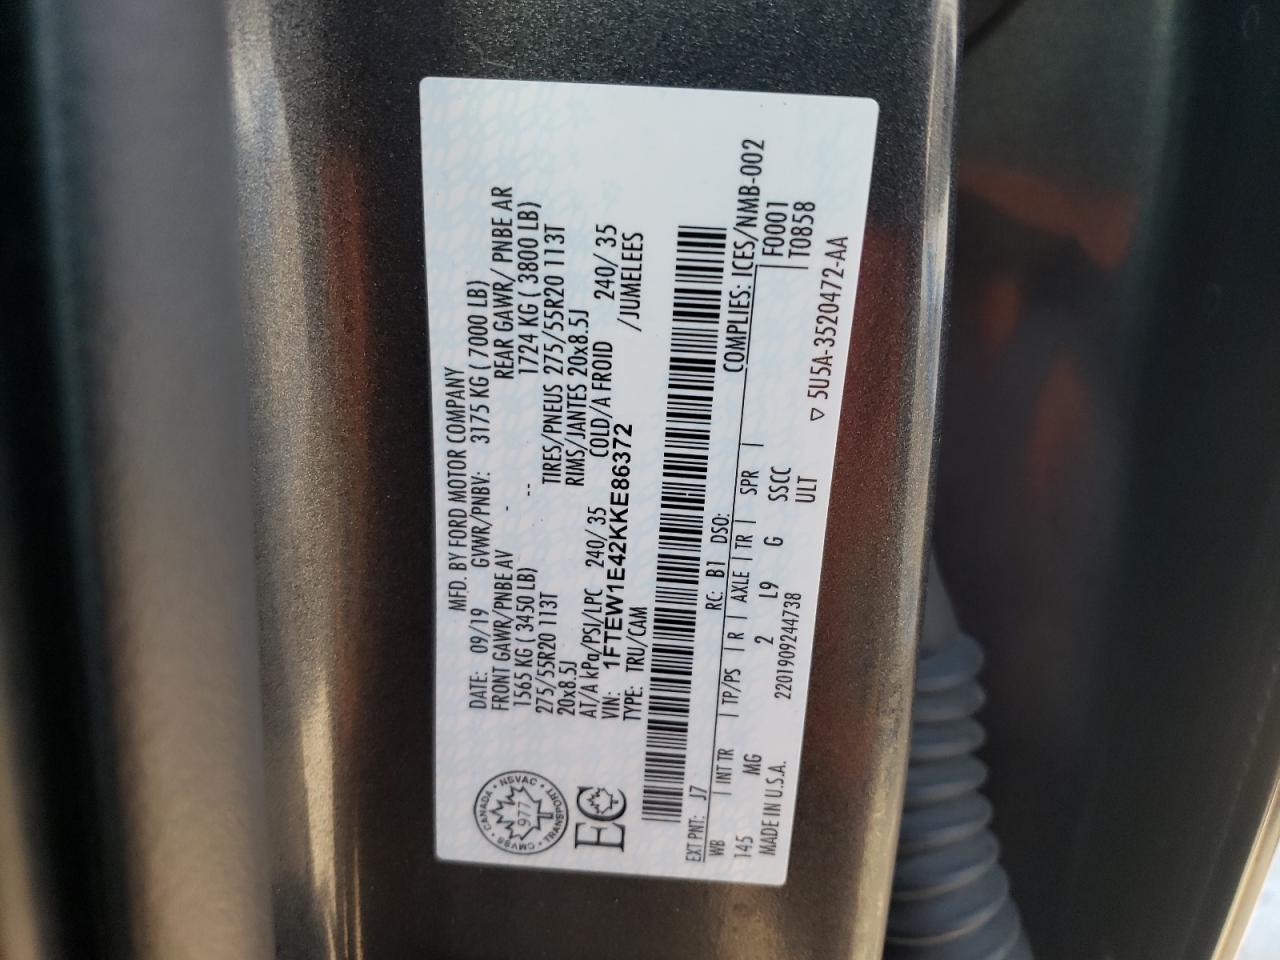 MFD. BY FORD MOTOR COMPANY
DATE: 09/19 GVWR/PNBV: 3175 KG ( 7000 LB)
FRONT GAWR/PNBE AV REAR GAWR/ PNBE AR
1565 KG ( 3450 LB) - -- 1724 KG ( 3800 LB)
275/55R20 113T TIRES/PNEUS 275/55R20 113T
20x8.5J RIMS/JANTES 20x8.5J
AT/A kPa/PSI/LPC 240/ 35 COLD/A FROID 240/ 35
VIN: 1FTEW1E42KKE86372 /JUMELEES
TYPE: TRU/CAM
CANADA • NSVAC • TRANSPORT • CMVSS
977
EC
EXT PNT: J7 RC: B1 DSO: COMPLIES: ICES/NMB-002
WB | INT TR | TP/PS | R | AXLE | TR | SPR | F0001
145 MG 2 L9 G SSCC T0858
MADE IN U.S.A. 2201909244738 ULT ▽ 5U5A-3520472-AA